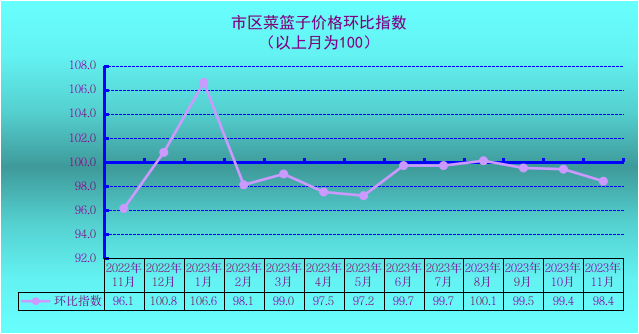 市区菜篮子价格环比指数
（以上月为100）
108.0
106.0
104.0
102.0
100.0
98.0
96.0
94.0
92.0
2022年 2022年 2023年 2023年 2023年 2023年 2023年 2023年 2023年 2023年 2023年 2023年 2023年
11月 12月 1月 2月 3月 4月 5月 6月 7月 8月 9月 10月 11月
环比指数 96.1 100.8 106.6 98.1 99.0 97.5 97.2 99.7 99.7 100.1 99.5 99.4 98.4